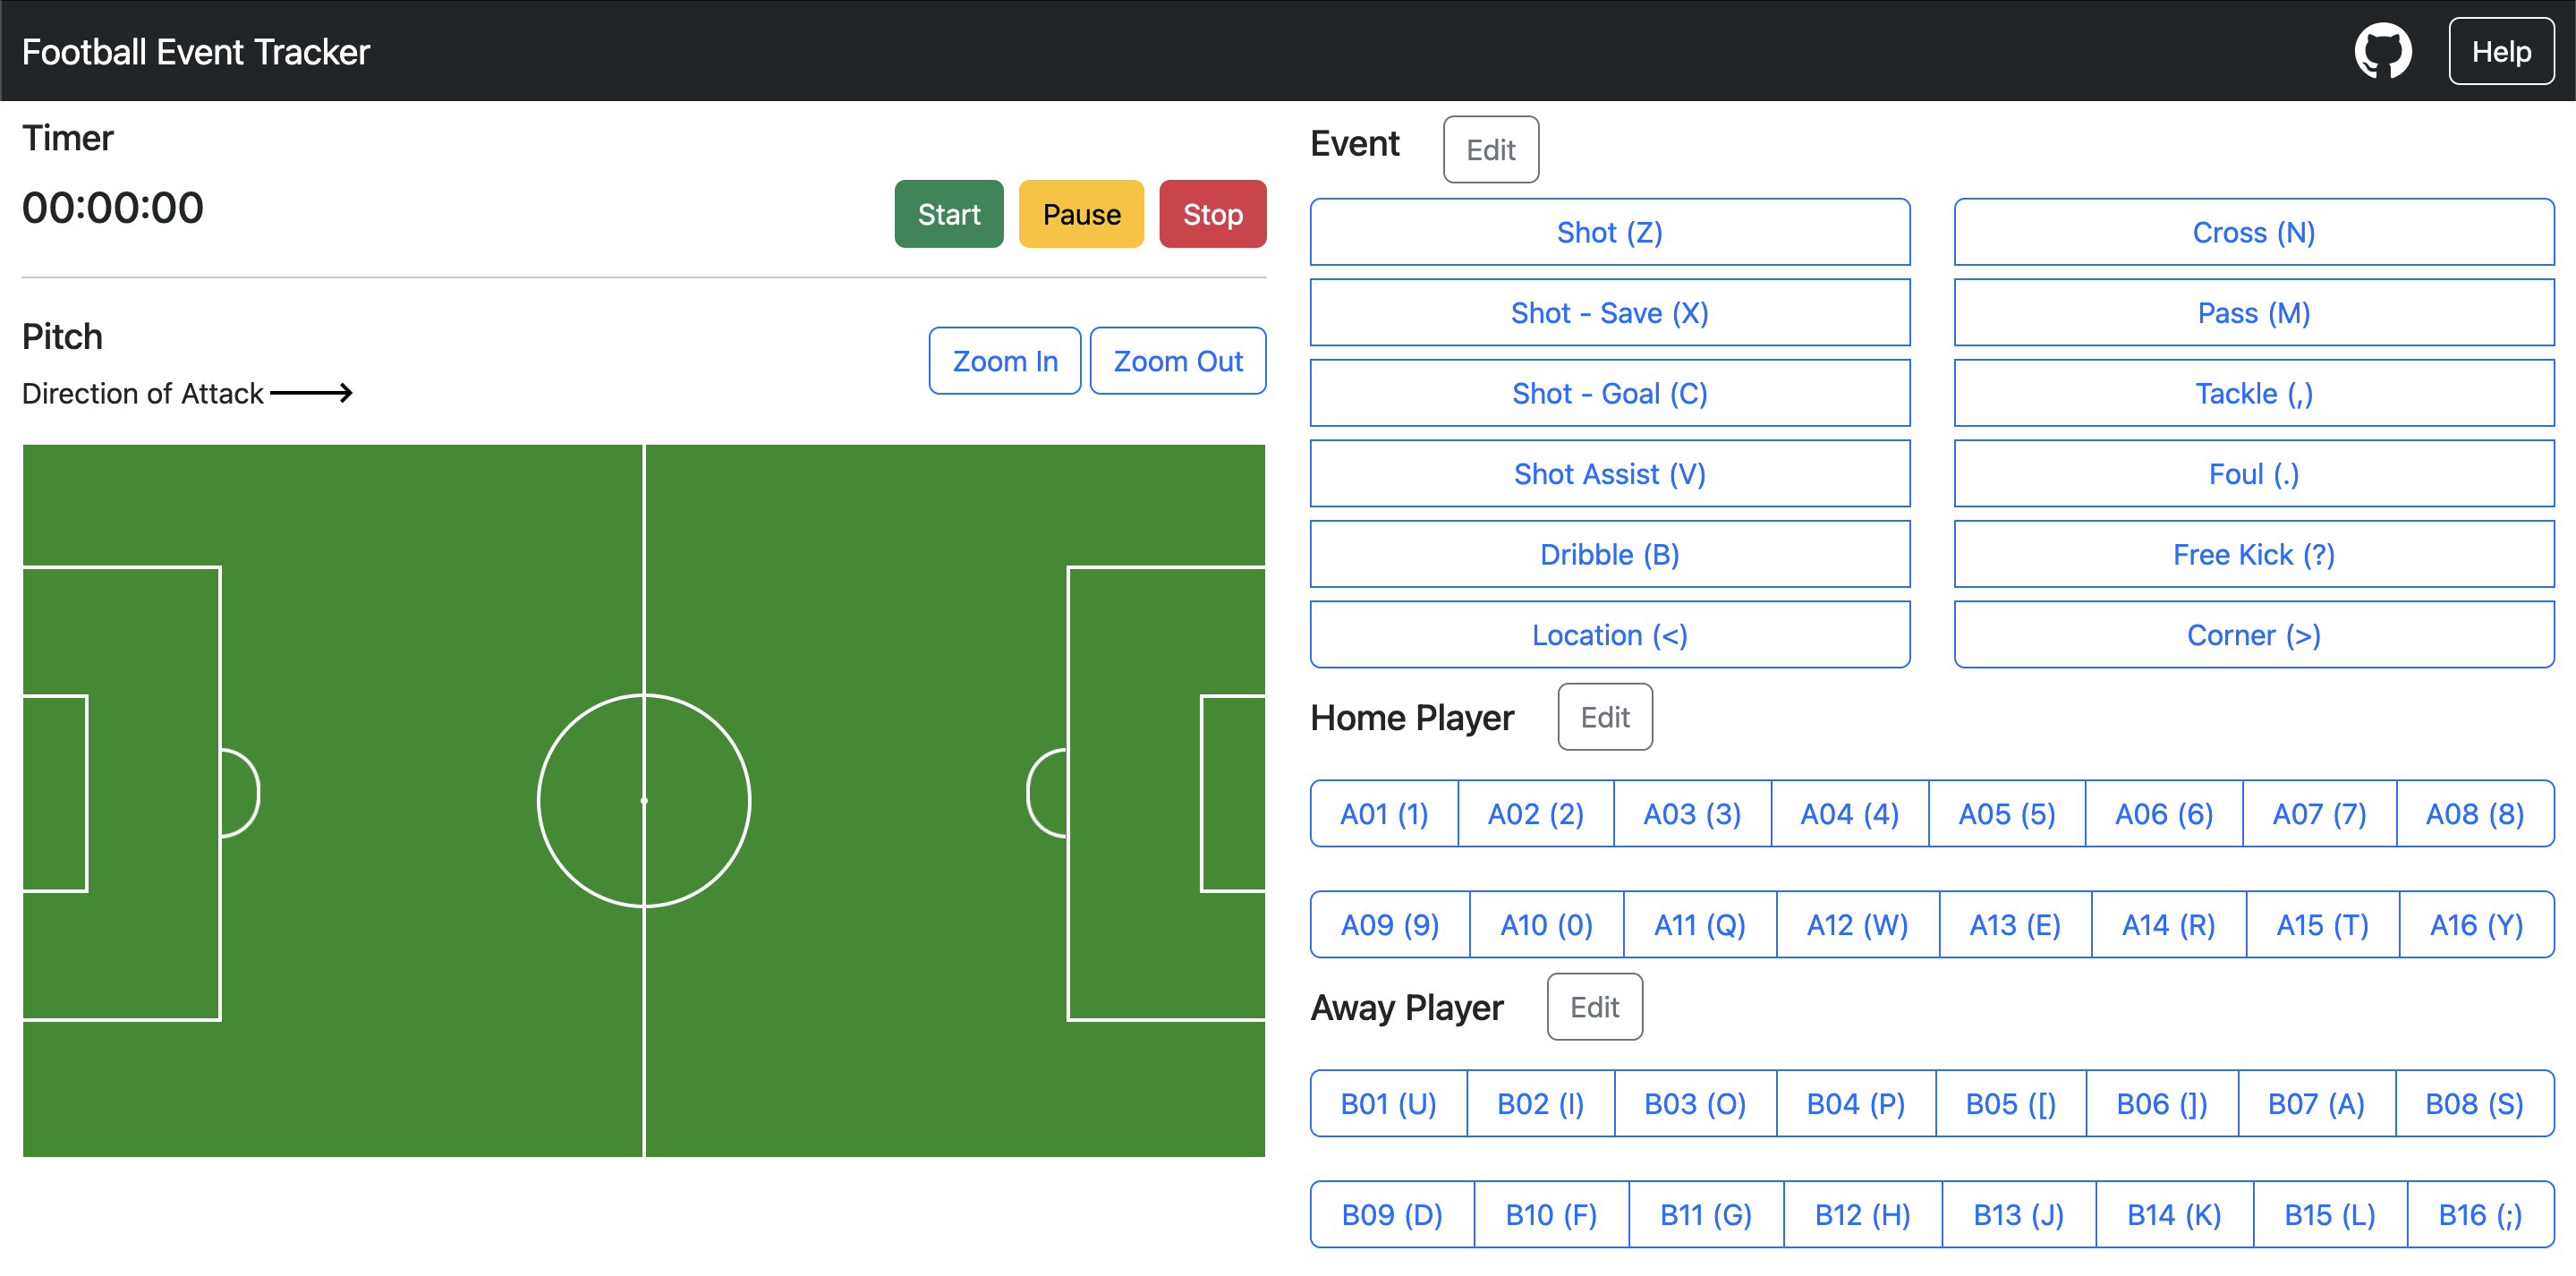 Football Event Tracker
Help
Timer
00:00:00
Start
Pause
Stop
Pitch
Direction of Attack
Zoom In
Zoom Out
Event
Edit
Shot (Z)
Cross (N)
Shot - Save (X)
Pass (M)
Shot - Goal (C)
Tackle (,)
Shot Assist (V)
Foul (.)
Dribble (B)
Free Kick (?)
Location (<)
Corner (>)
Home Player
Edit
A01 (1)
A02 (2)
A03 (3)
A04 (4)
A05 (5)
A06 (6)
A07 (7)
A08 (8)
A09 (9)
A10 (0)
A11 (Q)
A12 (W)
A13 (E)
A14 (R)
A15 (T)
A16 (Y)
Away Player
Edit
B01 (U)
B02 (I)
B03 (O)
B04 (P)
B05 ([)
B06 (])
B07 (A)
B08 (S)
B09 (D)
B10 (F)
B11 (G)
B12 (H)
B13 (J)
B14 (K)
B15 (L)
B16 (;)